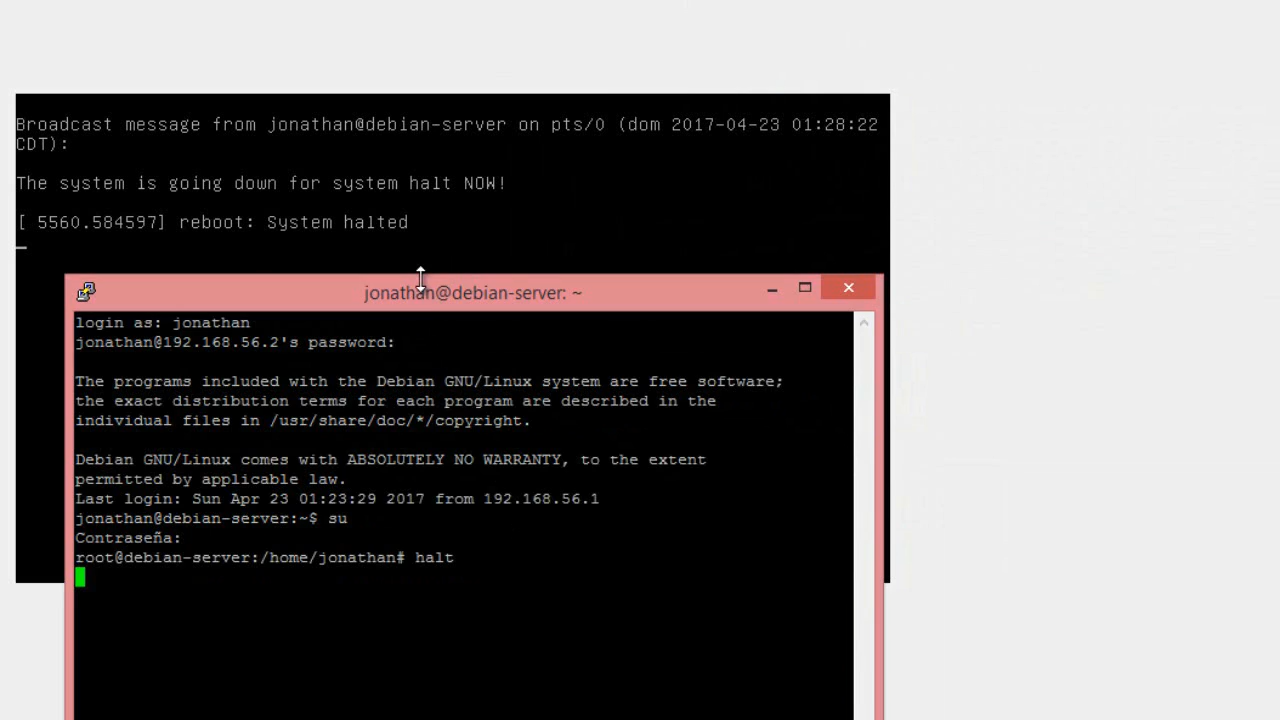 Broadcast message from jonathan@debian-server on pts/0 (dom 2017-04-23 01:28:22
CDT):
The system is going down for system halt NOW!
[ 5560.584597] reboot: System halted
jonathan@debian-server: ~
login as: jonathan
jonathan@192.168.56.2's password:
The programs included with the Debian GNU/Linux system are free software;
the exact distribution terms for each program are described in the
individual files in /usr/share/doc/*/copyright.
Debian GNU/Linux comes with ABSOLUTELY NO WARRANTY, to the extent
permitted by applicable law.
Last login: Sun Apr 23 01:23:29 2017 from 192.168.56.1
jonathan@debian-server:~$ su
Contraseña:
root@debian-server:/home/jonathan# halt